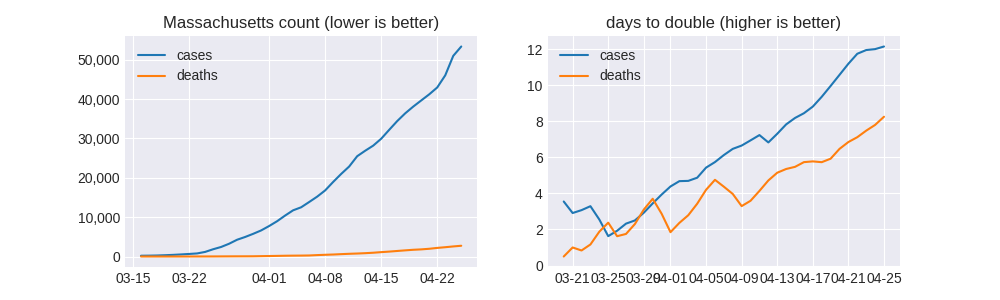 Massachusetts count (lower is better)
cases
deaths
50,000
40,000
30,000
20,000
10,000
0
03-15 03-22 04-01 04-08 04-15 04-22
days to double (higher is better)
cases
deaths
12
10
8
6
4
2
0
03-21 03-25 03-29 04-01 04-05 04-09 04-13 04-17 04-21 04-25